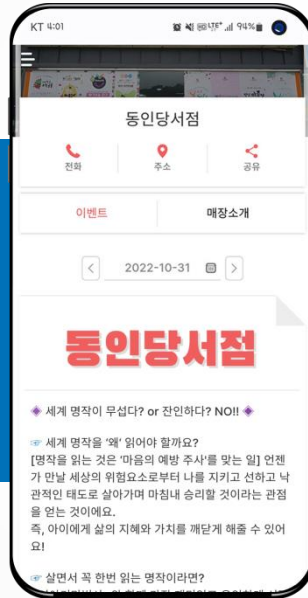 KT 4:01
94%
동인당서점
전화
주소
공유
이벤트
매장소개
2022-10-31
동인당서점
세계 명작이 무섭다? or 잔인하다? NO!!
세계 명작을 '왜' 읽어야 할까요?
[명작을 읽는 것은 '마음의 예방 주사'를 맞는 일] 언젠
가 만날 세상의 위험요소로부터 나를 지키고 선하고 낙
관적인 태도로 살아가며 마침내 승리할 것이라는 관점
을 얻는 것이에요.
즉, 아이에게 삶의 지혜와 가치를 깨닫게 해줄 수 있어
요!
살면서 꼭 한번 읽는 명작이라면?